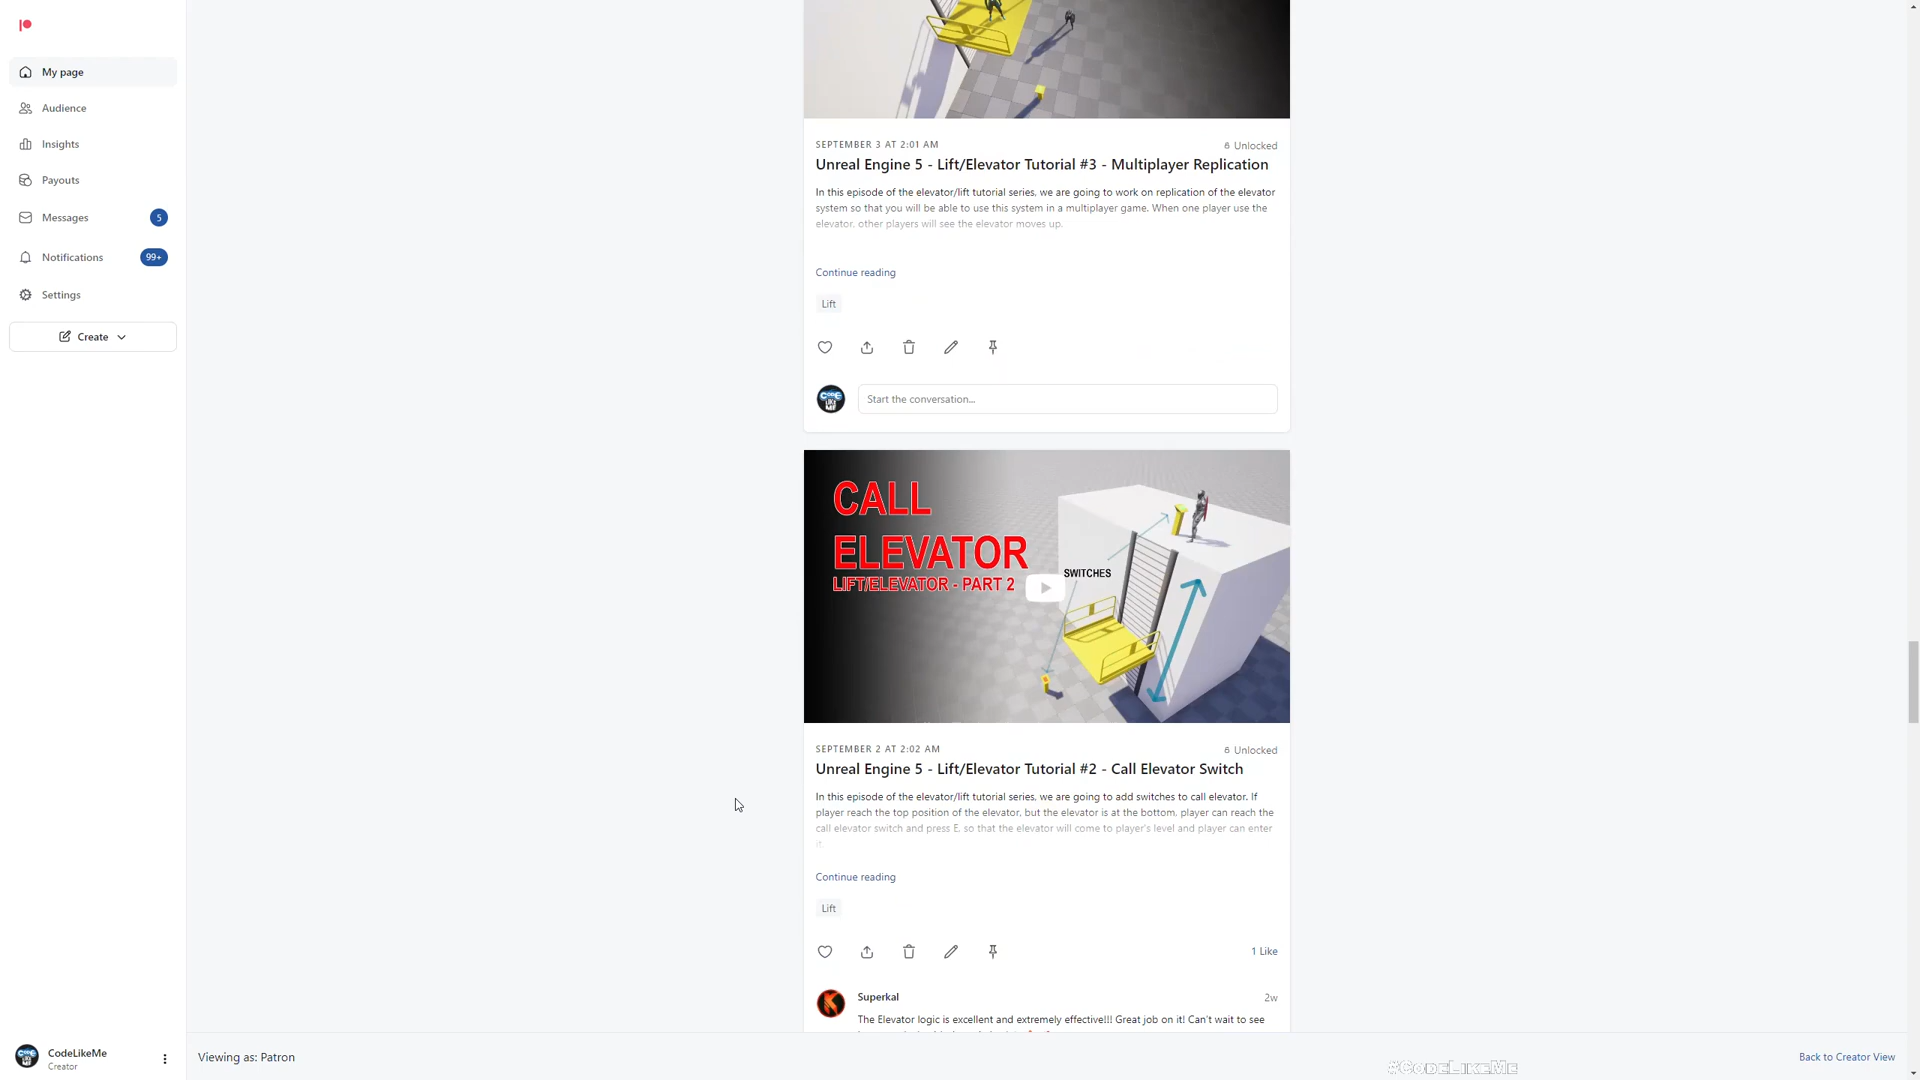 My page
Audience
Insights
Payouts
Messages 5
Notifications 99+
Settings
Create
SEPTEMBER 3 AT 2:01 AM
Unlocked
Unreal Engine 5 - Lift/Elevator Tutorial #3 - Multiplayer Replication
In this episode of the elevator/lift tutorial series, we are going to work on replication of the elevator
system so that you will be able to use this system in a multiplayer game. When one player use the
elevator, other players will see the elevator moves up.
Continue reading
Lift
CODE LIKE ME
Start the conversation...
CALL
ELEVATOR
LIFT/ELEVATOR - PART 2
SWITCHES
SEPTEMBER 2 AT 2:02 AM
Unlocked
Unreal Engine 5 - Lift/Elevator Tutorial #2 - Call Elevator Switch
In this episode of the elevator/lift tutorial series, we are going to add switches to call elevator. If
player reach the top position of the elevator, but the elevator is at the bottom, player can reach the
call elevator switch and press E, so that the elevator will come to player's level and player can enter
it.
Continue reading
Lift
1 Like
Superkal
2w
The Elevator logic is excellent and extremely effective!!! Great job on it! Can't wait to see
CodeLikeMe
Creator
Viewing as: Patron
#CodeLikeMe
Back to Creator View